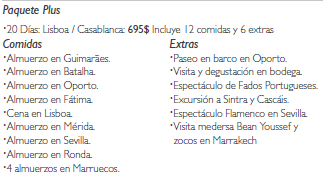 Paquete Plus
•20 Días: Lisboa / Casablanca: 695$ Incluye 12 comidas y 6 extras
Comidas
•Almuerzo en Guimarães.
•Almuerzo en Batalha.
•Almuerzo en Oporto.
•Almuerzo en Fátima.
•Cena en Lisboa.
•Almuerzo en Mérida.
•Almuerzo en Sevilla.
•Almuerzo en Ronda.
•4 almuerzos en Marruecos.
Extras
•Paseo en barco en Oporto.
•Visita y degustación en bodega.
•Espectáculo de Fados Portugueses.
•Excursión a Sintra y Cascáis.
•Espectáculo Flamenco en Sevilla.
•Visita medersa Bean Youssef y
zocos en Marrakech